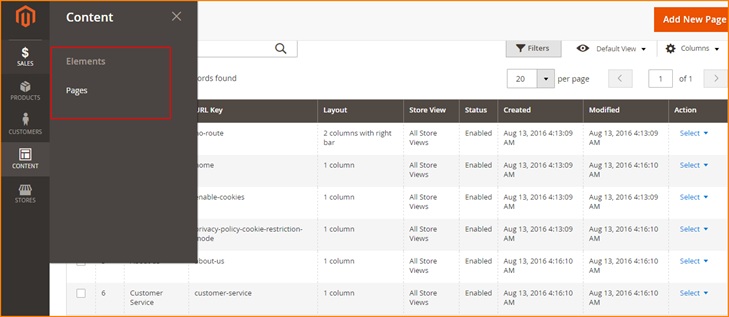 Content
Add New Page
Filters
Default View
Columns
$
SALES
Elements
Pages
ords found
20
per page
1
of 1
PRODUCTS
URL Key
Layout
Store View
Status
Created
Modified
Action
CUSTOMERS
no-route
2 columns with right
bar
All Store
Views
Enabled
Aug 13, 2016 4:13:09
AM
Aug 13, 2016 4:13:09
AM
Select
CONTENT
home
1 column
All Store
Views
Enabled
Aug 13, 2016 4:13:09
AM
Aug 13, 2016 4:16:10
AM
Select
STORES
enable-cookies
1 column
All Store
Views
Enabled
Aug 13, 2016 4:13:09
AM
Aug 13, 2016 4:13:09
AM
Select
privacy-policy-cookie-restriction-
mode
1 column
All Store
Views
Enabled
Aug 13, 2016 4:13:09
AM
Aug 13, 2016 4:16:10
AM
Select
about-us
1 column
All Store
Views
Enabled
Aug 13, 2016 4:16:10
AM
Aug 13, 2016 4:16:10
AM
Select
6
Customer
Service
customer-service
1 column
All Store
Views
Enabled
Aug 13, 2016 4:16:10
AM
Aug 13, 2016 4:16:10
AM
Select